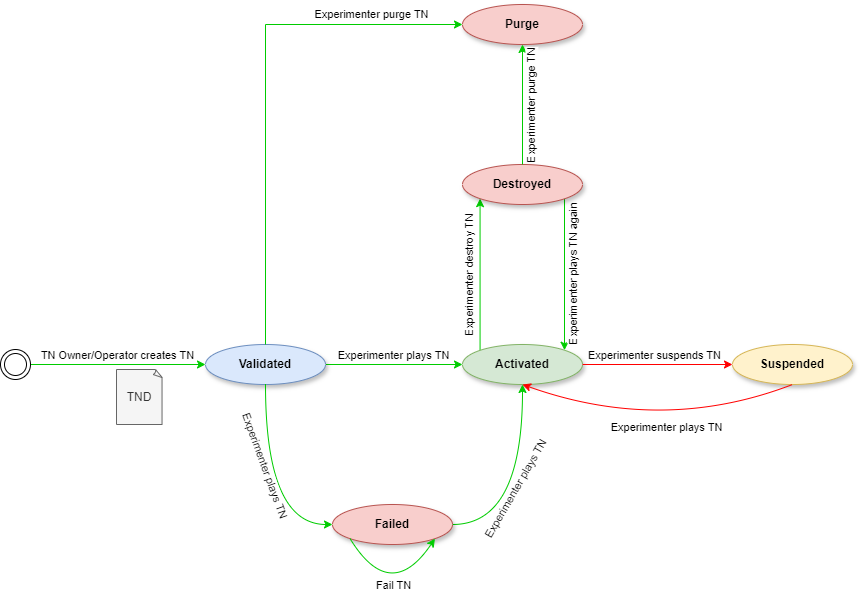 Experimenter purge TN
Purge
Experimenter purge TN
Destroyed
Experimenter destroy TN
Experimenter plays TN again
TN Owner/Operator creates TN
TND
Validated
Experimenter plays TN
Activated
Experimenter suspends TN
Suspended
Experimenter plays TN
Experimenter plays TN
Experimenter plays TN
Failed
Fail TN